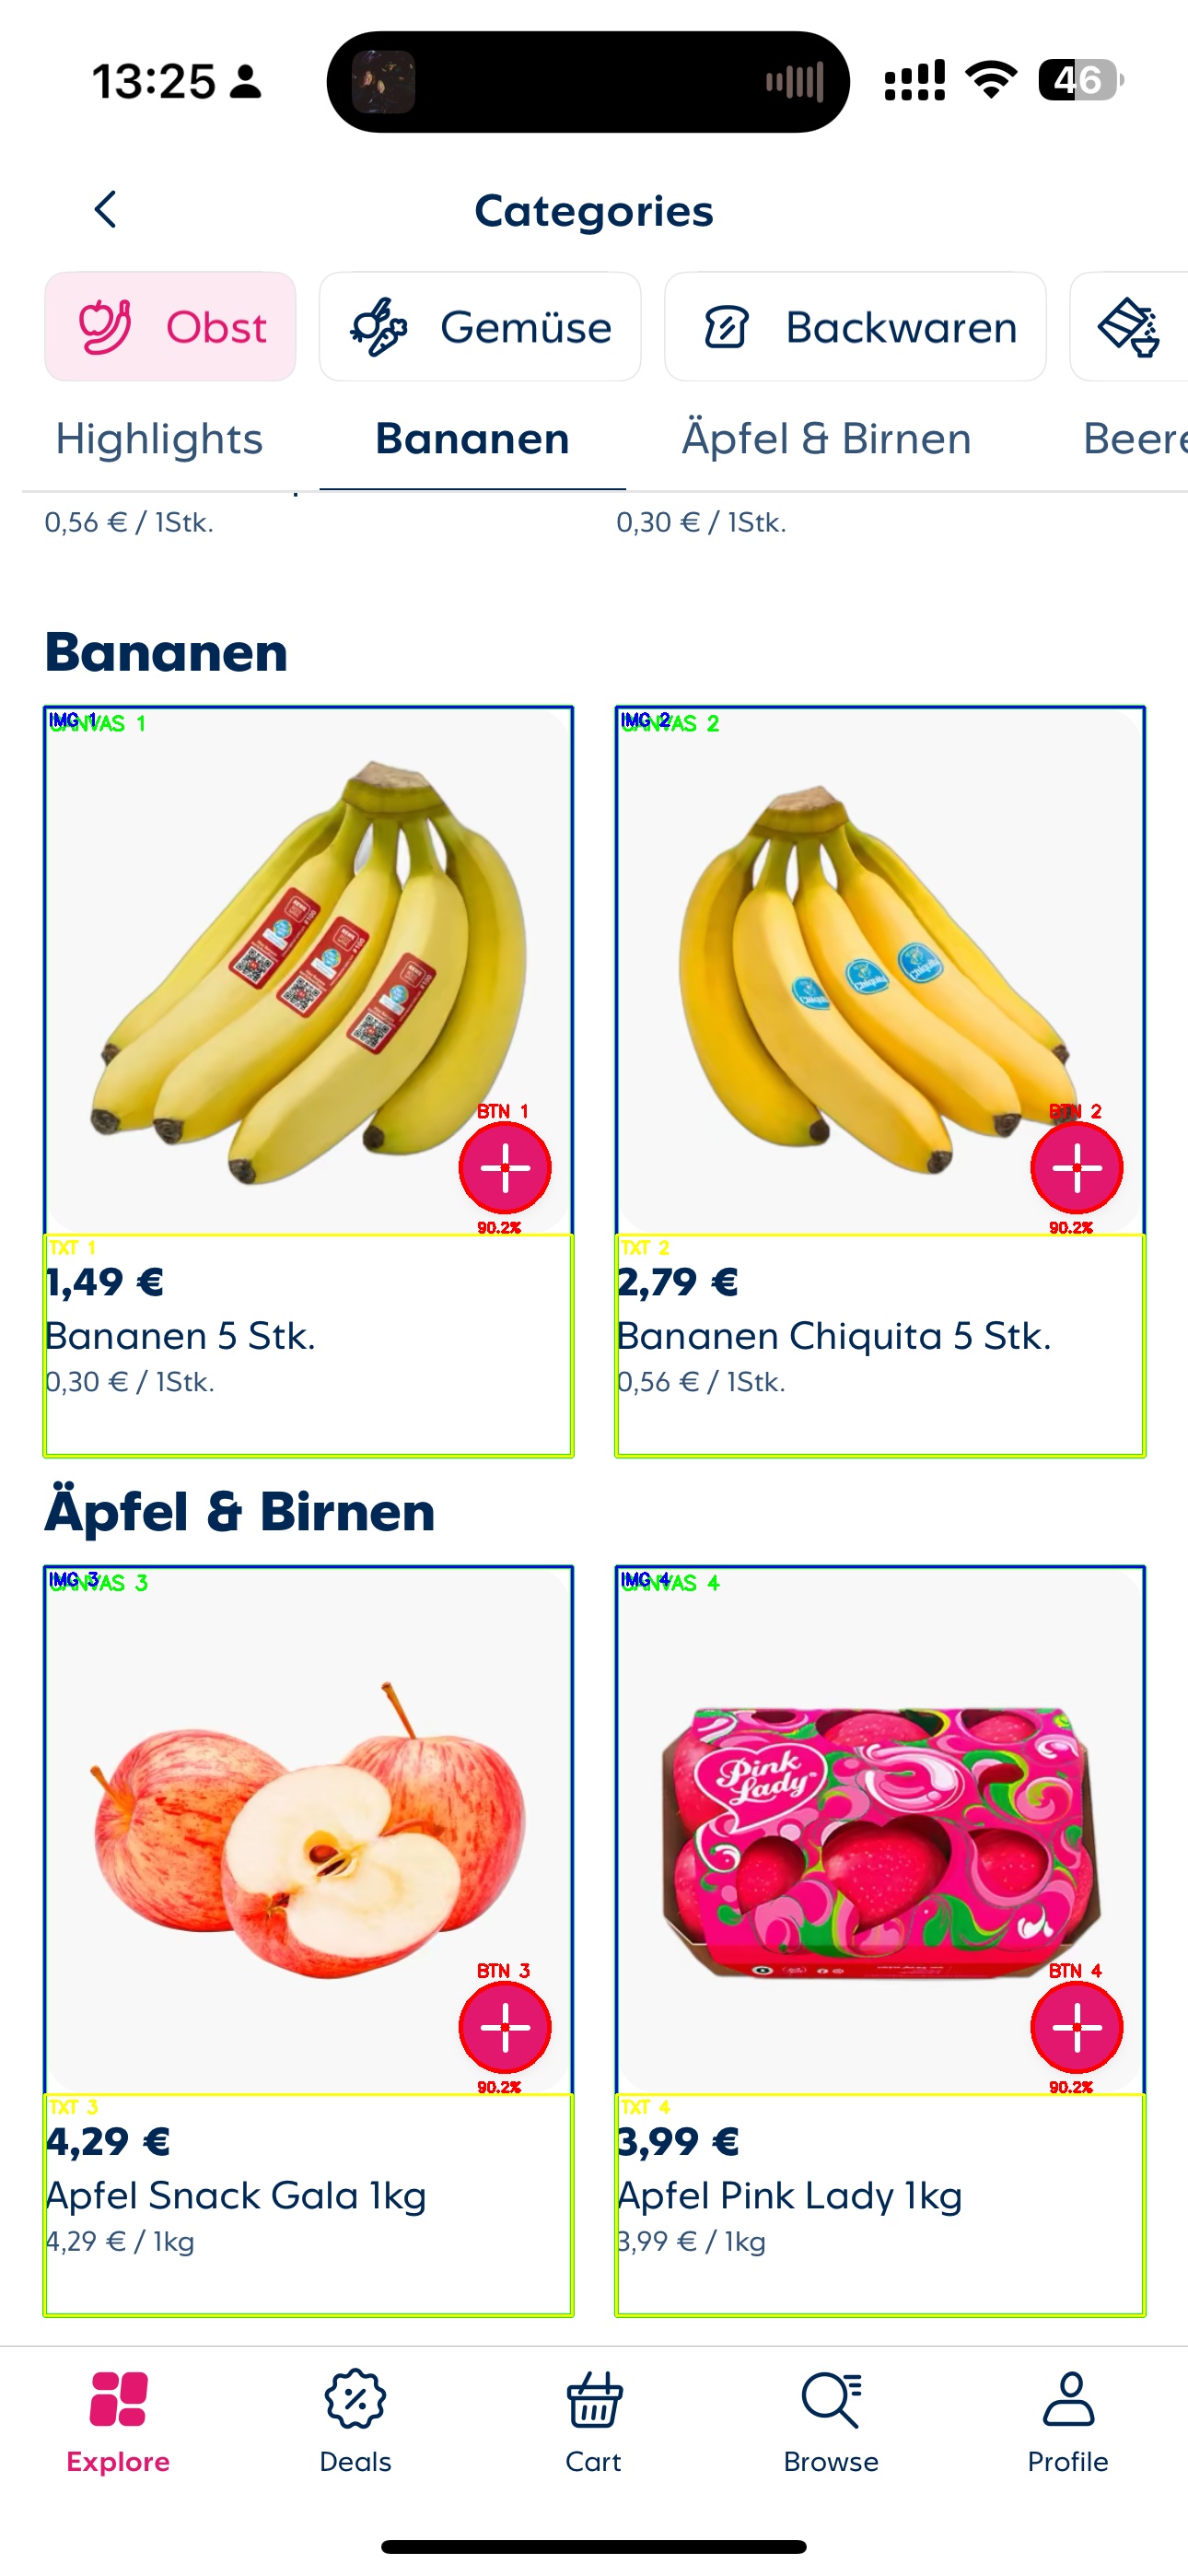 13:25
46
Categories
Obst
Gemüse
Backwaren
Highlights
Bananen
Äpfel & Birnen
Beere
0,56 € / 1Stk.
0,30 € / 1Stk.
Bananen
IMG 1
CANVAS 1
IMG 2
CANVAS 2
Chiquita
Chiquita
Chiquita
BTN 1
BTN 2
90.2%
90.2%
TXT 1
TXT 2
1,49 €
2,79 €
Bananen 5 Stk.
Bananen Chiquita 5 Stk.
0,30 € / 1Stk.
0,56 € / 1Stk.
Äpfel & Birnen
IMG 3
CANVAS 3
IMG 4
CANVAS 4
Pink
Lady
BTN 3
BTN 4
90.2%
90.2%
TXT 3
TXT 4
4,29 €
3,99 €
Apfel Snack Gala 1kg
Apfel Pink Lady 1kg
4,29 € / 1kg
3,99 € / 1kg
Explore
Deals
Cart
Browse
Profile